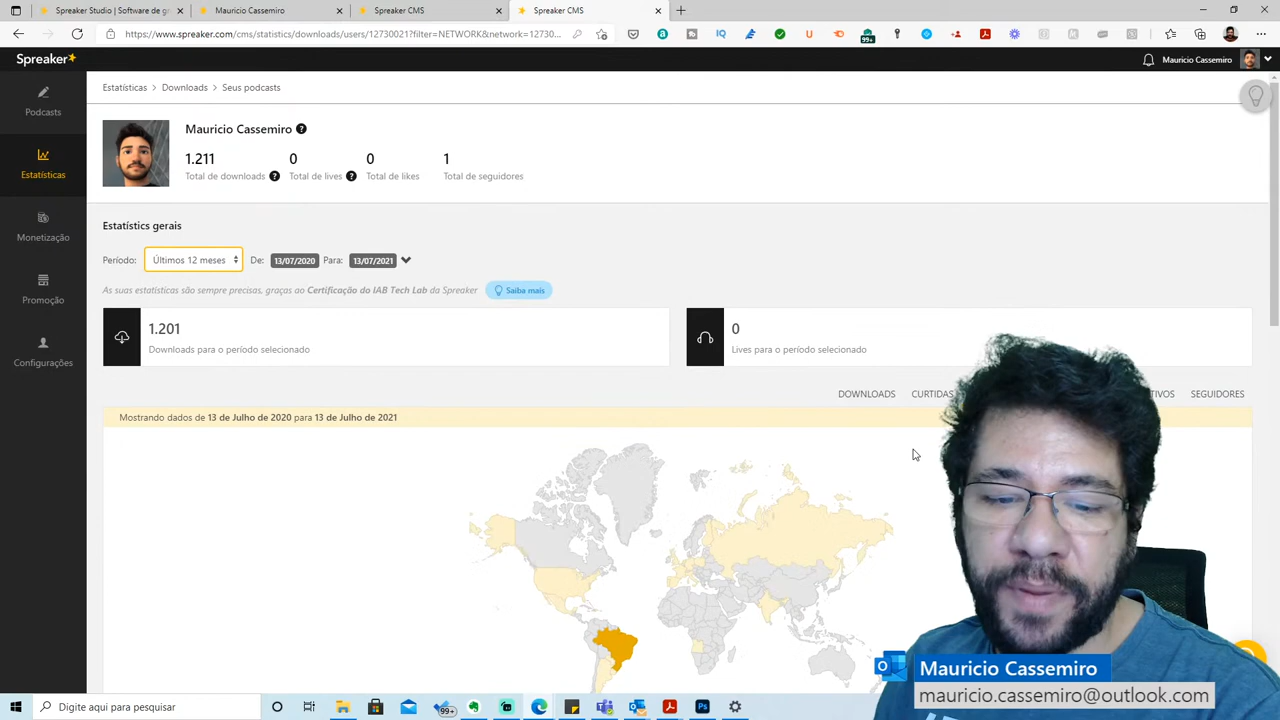 Spreaker Studio | Software de g
Mauricio Cassemiro
Spreaker CMS
Spreaker CMS
https://www.spreaker.com/cms/statistics/downloads/users/12730021?filter=NETWORK&network=12730...
Spreaker
Mauricio Cassemiro
Podcasts
Estatísticas
Monetização
Promoção
Configurações
Estatísticas > Downloads > Seus podcasts
Mauricio Cassemiro ?
1.211 0 0 1
Total de downloads ? Total de lives ? Total de likes Total de seguidores
Estatístics gerais
Período: Últimos 12 meses De: 13/07/2020 Para: 13/07/2021
As suas estatísticas são sempre precisas, graças ao Certificação do IAB Tech Lab da Spreaker Saiba mais
1.201
Downloads para o período selecionado
0
Lives para o período selecionado
DOWNLOADS CURTIDAS SEGUIDORES
Mostrando dados de 13 de Julho de 2020 para 13 de Julho de 2021
Mauricio Cassemiro
mauricio.cassemiro@outlook.com
Digite aqui para pesquisar
99+
99+